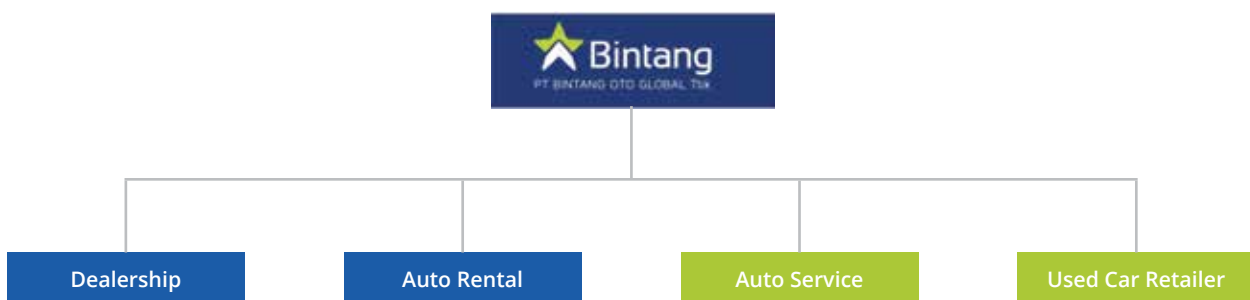 Bintang
PT BINTANG OTO GLOBAL Tbk
Dealership
Auto Rental
Auto Service
Used Car Retailer